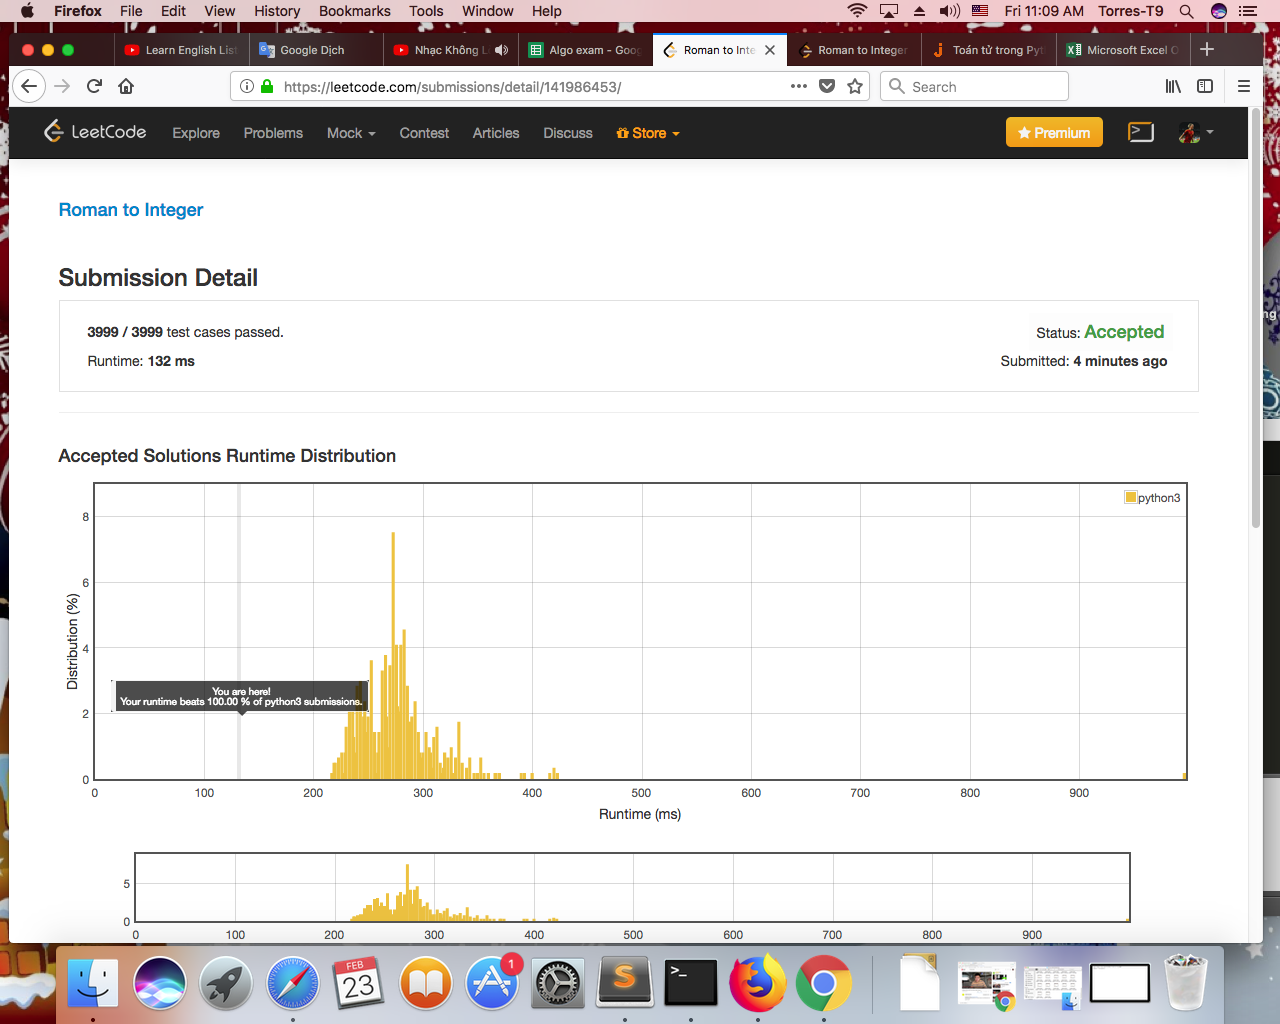 Firefox File Edit View History Bookmarks Tools Window Help Fri 11:09 AM Torres-T9
Learn English List Google Dịch Nhạc Không L Algo exam - Goo Roman to Inte Roman to Integer Toán tử trong Pyt Microsoft Excel O
https://leetcode.com/submissions/detail/141986453/ Search
LeetCode Explore Problems Mock Contest Articles Discuss Store Premium
Roman to Integer
Submission Detail
3999 / 3999 test cases passed. Status: Accepted
Runtime: 132 ms Submitted: 4 minutes ago
Accepted Solutions Runtime Distribution
python3
8
6
4
2
0
Distribution (%)
You are here!
Your runtime beats 100.00 % of python3 submissions.
0 100 200 300 400 500 600 700 800 900
Runtime (ms)
5
0
0 100 200 300 400 500 600 700 800 900
FEB
23
1